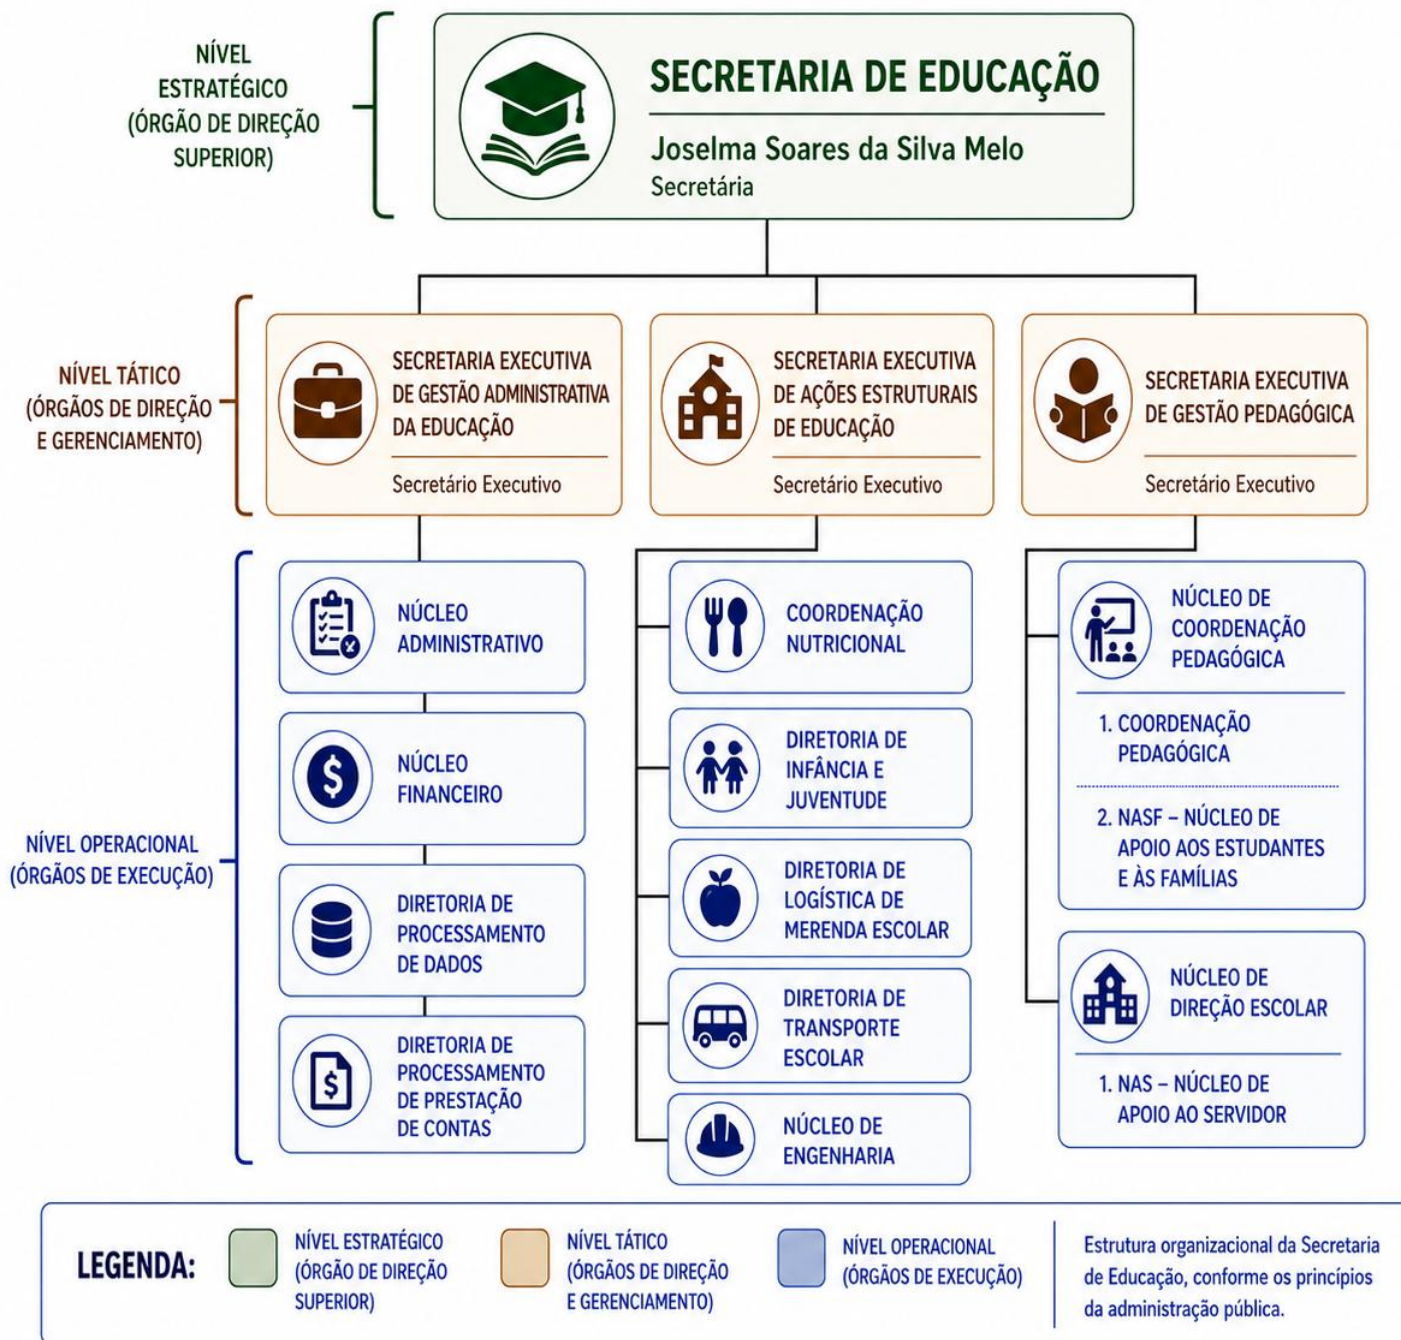 NÍVEL
ESTRATÉGICO
(ÓRGÃO DE DIREÇÃO
SUPERIOR)
SECRETARIA DE EDUCAÇÃO
Joselma Soares da Silva Melo
Secretária
NÍVEL TÁTICO
(ÓRGÃOS DE DIREÇÃO
E GERENCIAMENTO)
SECRETARIA EXECUTIVA
DE GESTÃO ADMINISTRATIVA
DA EDUCAÇÃO
Secretário Executivo
SECRETARIA EXECUTIVA
DE AÇÕES ESTRUTURAIS
DE EDUCAÇÃO
Secretário Executivo
SECRETARIA EXECUTIVA
DE GESTÃO PEDAGÓGICA
Secretário Executivo
NÍVEL OPERACIONAL
(ÓRGÃOS DE EXECUÇÃO)
NÚCLEO
ADMINISTRATIVO
$
NÚCLEO
FINANCEIRO
DIRETORIA DE
PROCESSAMENTO
DE DADOS
$
DIRETORIA DE
PROCESSAMENTO
DE PRESTAÇÃO
DE CONTAS
COORDENAÇÃO
NUTRICIONAL
DIRETORIA DE
INFÂNCIA E
JUVENTUDE
DIRETORIA DE
LOGÍSTICA DE
MERENDA ESCOLAR
DIRETORIA DE
TRANSPORTE
ESCOLAR
NÚCLEO DE
ENGENHARIA
NÚCLEO DE
COORDENAÇÃO
PEDAGÓGICA
1. COORDENAÇÃO
PEDAGÓGICA
2. NASF – NÚCLEO DE
APOIO AOS ESTUDANTES
E ÀS FAMÍLIAS
NÚCLEO DE
DIREÇÃO ESCOLAR
1. NAS – NÚCLEO DE
APOIO AO SERVIDOR
LEGENDA:
NÍVEL ESTRATÉGICO
(ÓRGÃO DE DIREÇÃO
SUPERIOR)
NÍVEL TÁTICO
(ÓRGÃOS DE DIREÇÃO
E GERENCIAMENTO)
NÍVEL OPERACIONAL
(ÓRGÃOS DE EXECUÇÃO)
Estrutura organizacional da Secretaria
de Educação, conforme os princípios
da administração pública.